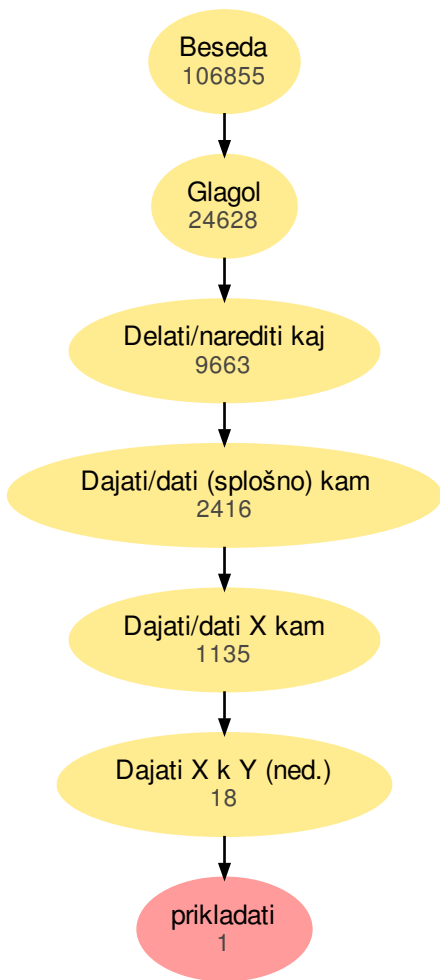 Beseda
106855
Glagol
24628
Delati/narediti kaj
9663
Dajati/dati (splošno) kam
2416
Dajati/dati X kam
1135
Dajati X k Y (ned.)
18
prikladati
1